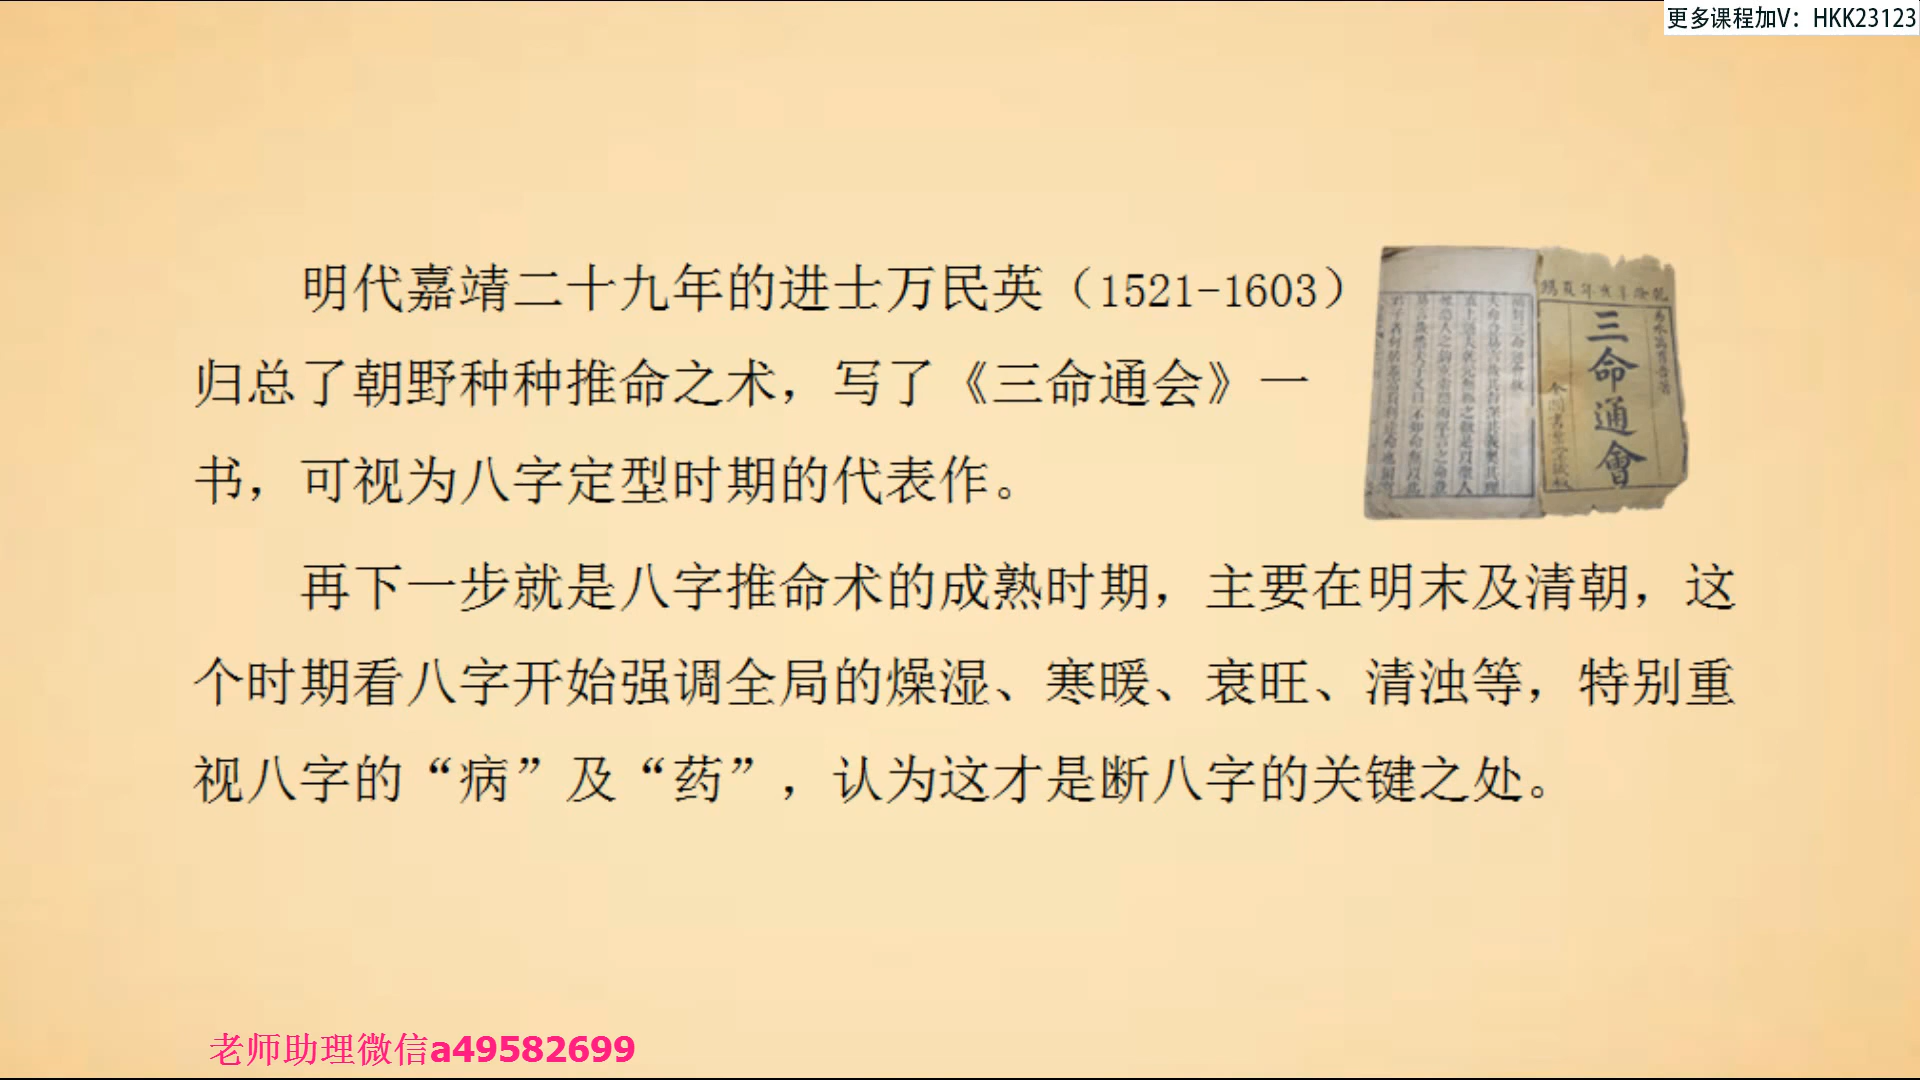 更多课程加V：HKK23123
明代嘉靖二十九年的进士万民英（1521-1603）
归总了朝野种种推命之术，写了《三命通会》一
书，可视为八字定型时期的代表作。
三命通會
再下一步就是八字推命术的成熟时期，主要在明末及清朝，这
个时期看八字开始强调全局的燥湿、寒暖、衰旺、清浊等，特别重
视八字的“病”及“药”，认为这才是断八字的关键之处。
老师助理微信a49582699